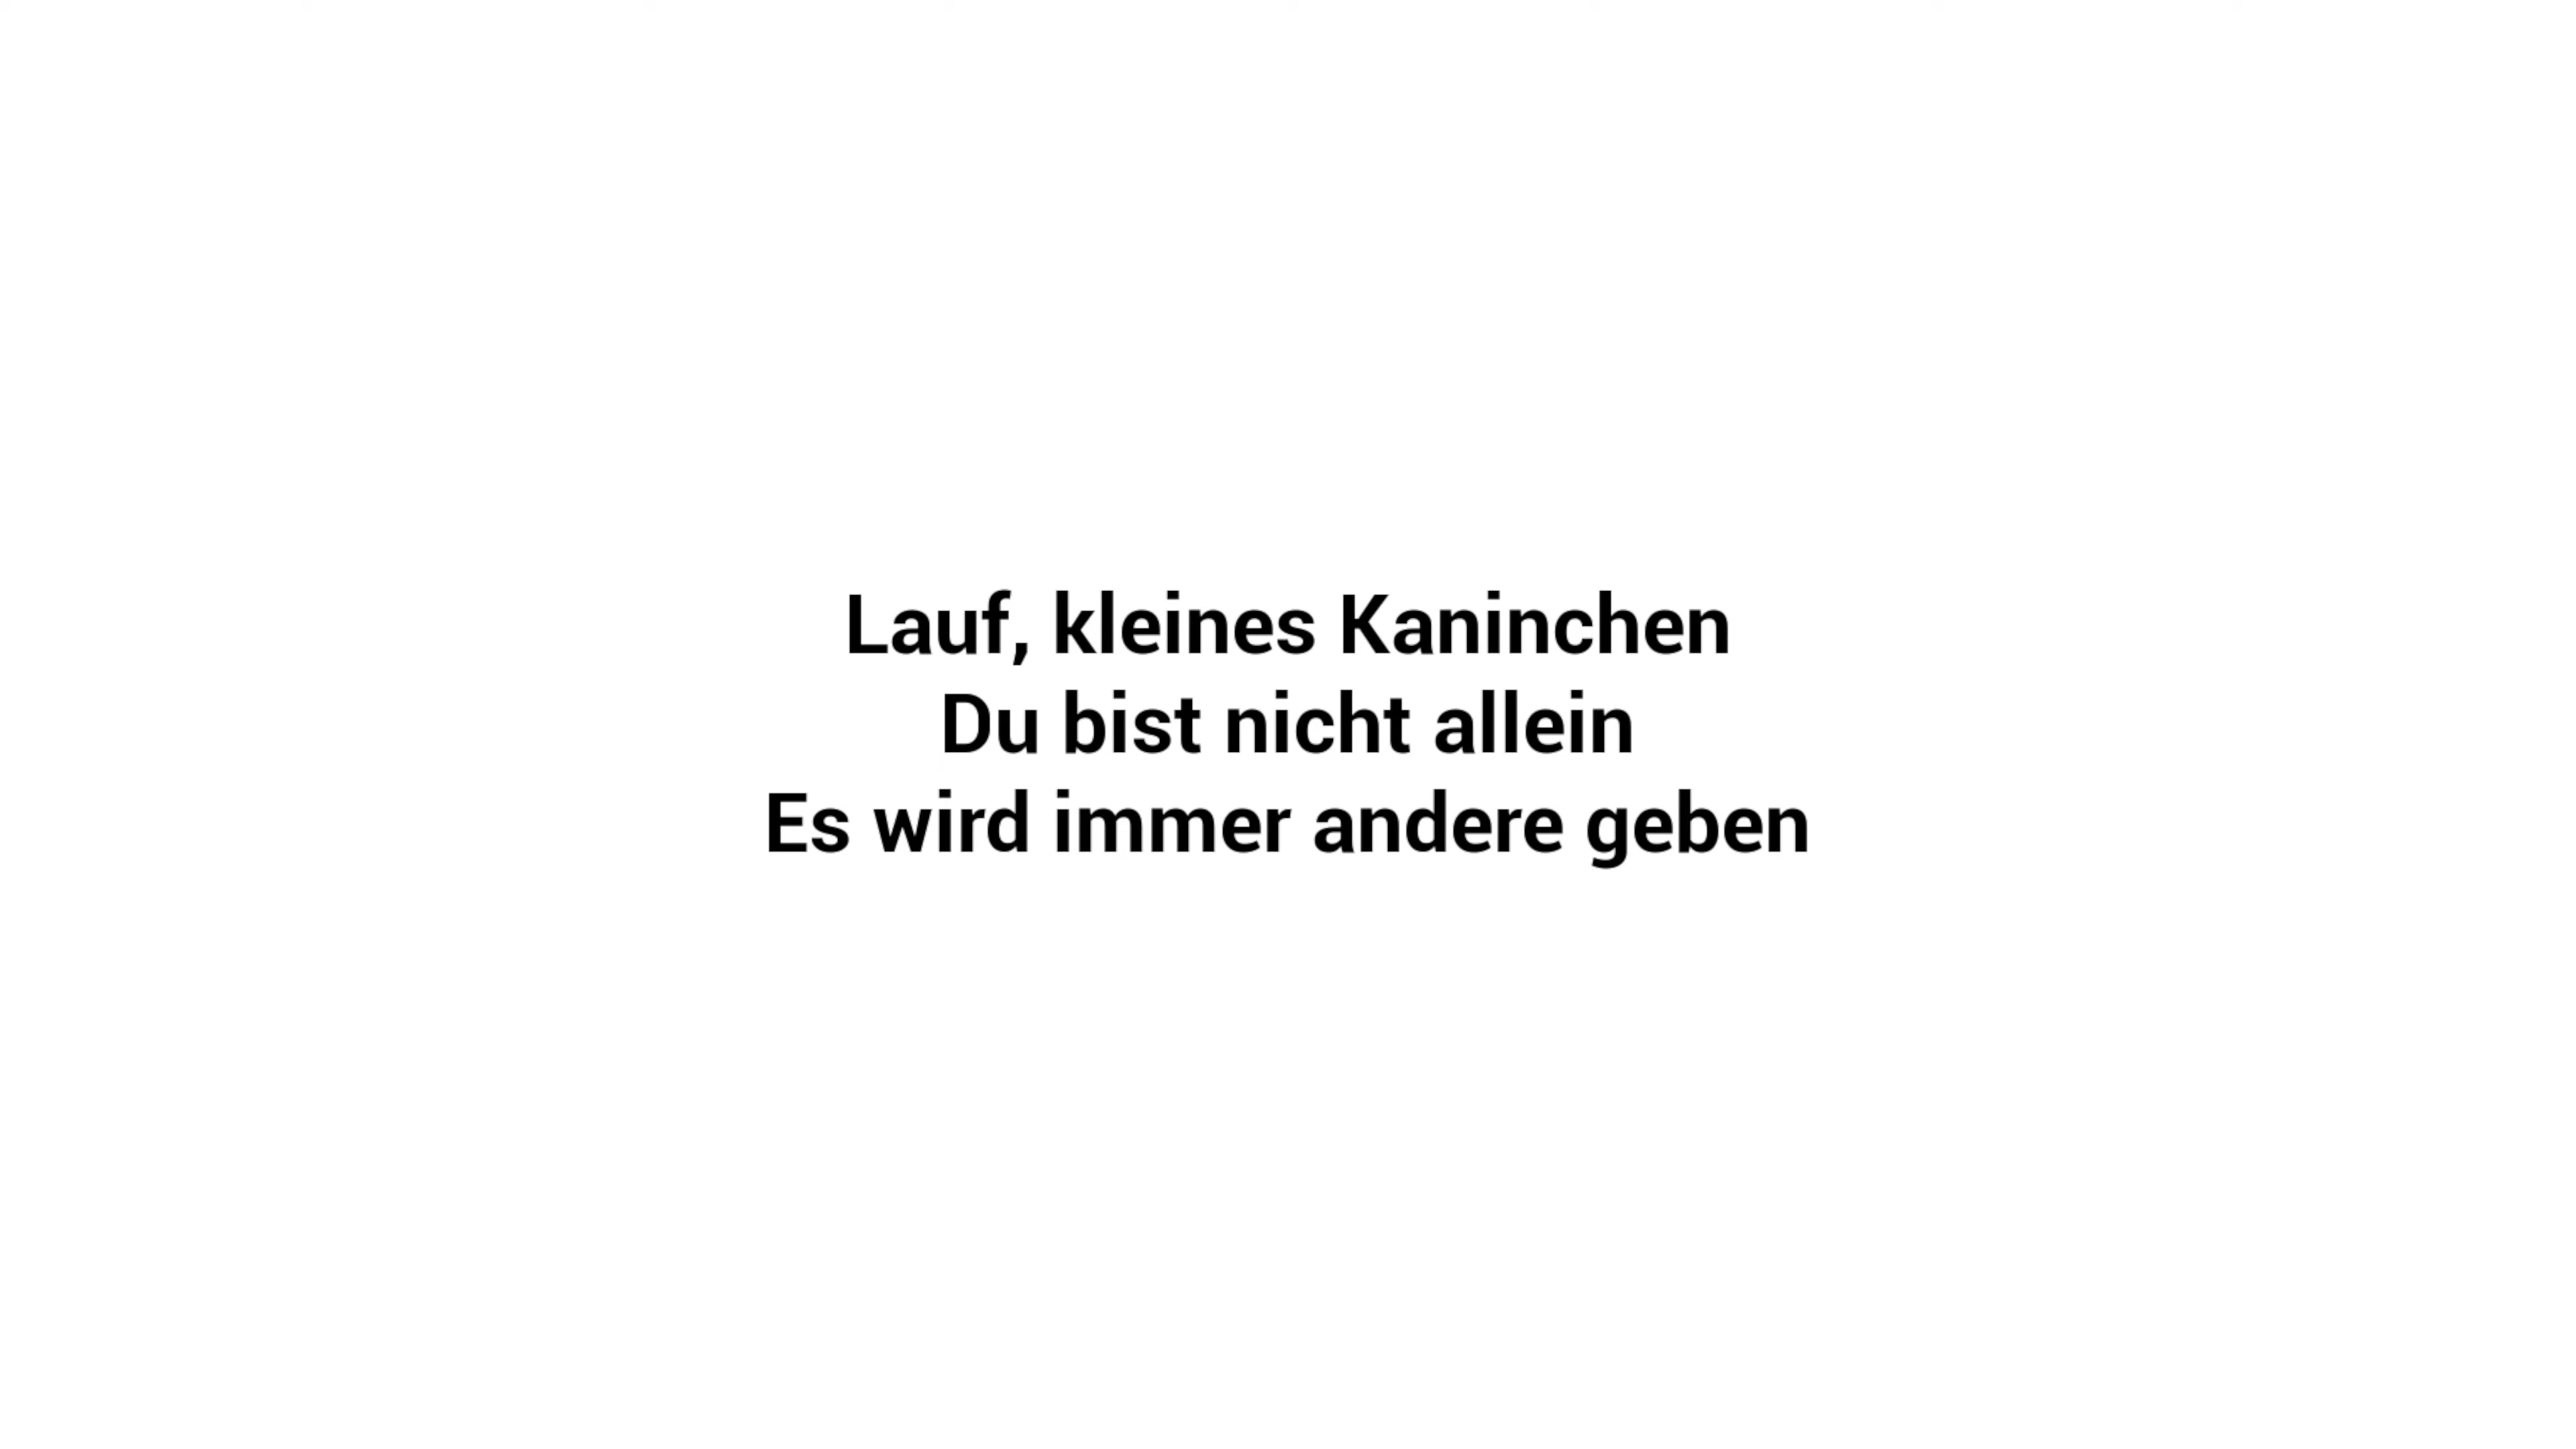 Lauf, kleines Kaninchen
Du bist nicht allein
Es wird immer andere geben